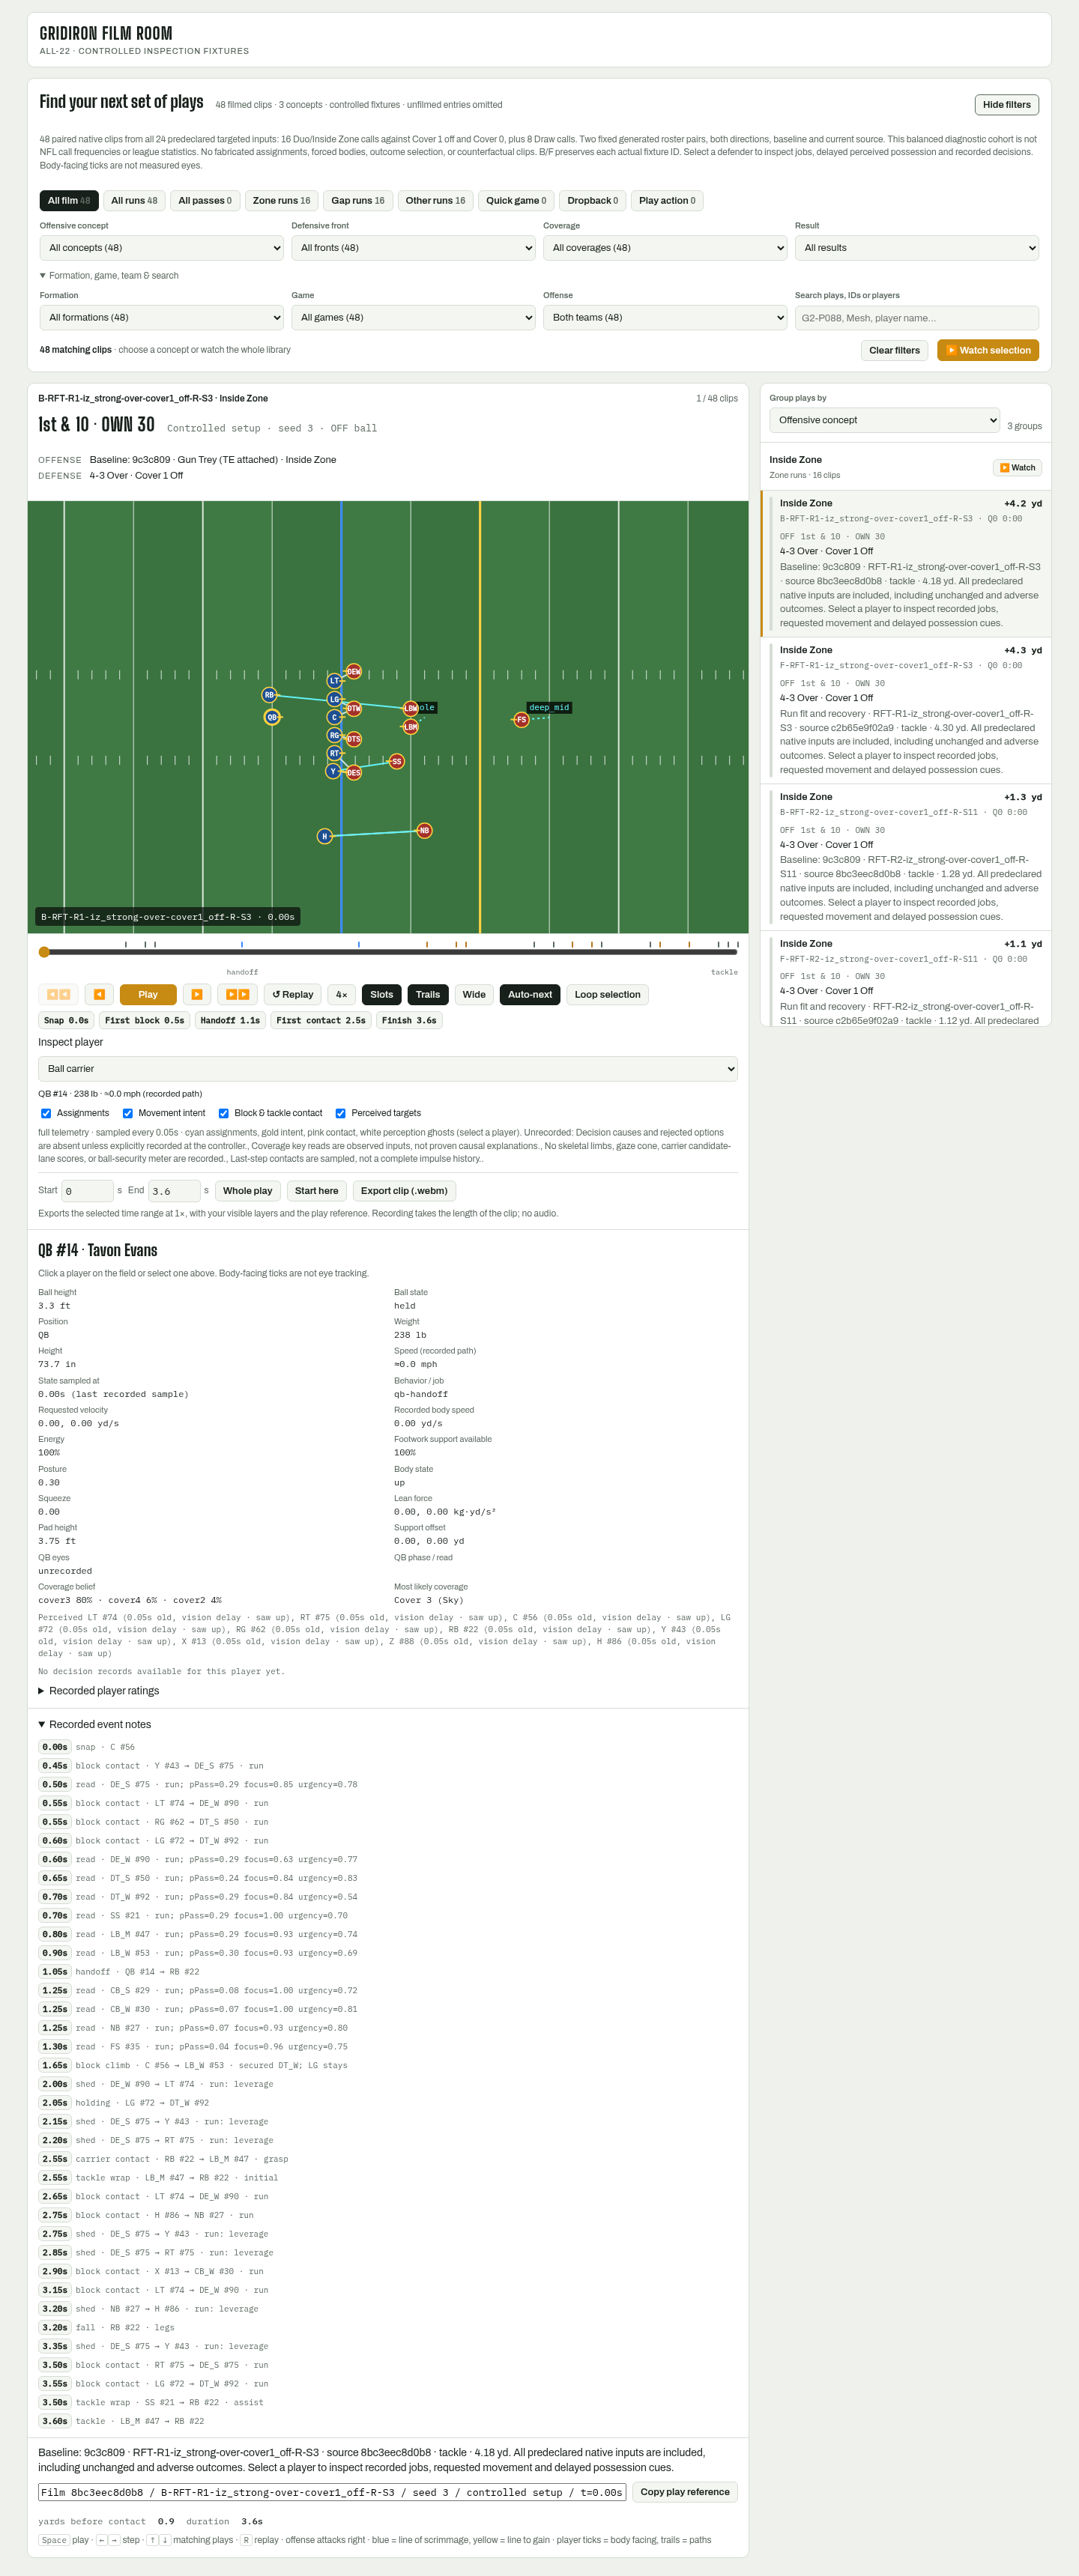 GRIDIRON FILM ROOM
ALL-22 · CONTROLLED INSPECTION FIXTURES
Find your next set of plays
48 filmed clips · 3 concepts · controlled fixtures · unfilmed entries omitted
Hide filters
48 paired native clips from all 24 predeclared targeted inputs: 16 Duo/Inside Zone calls against Cover 1 off and Cover 0, plus 8 Draw calls. Two fixed generated roster pairs, both directions, baseline and current source. This balanced diagnostic cohort is not
NFL call frequencies or league statistics. No fabricated assignments, forced bodies, outcome selection, or counterfactual clips. B/F preserves each actual fixture ID. Select a defender to inspect jobs, delayed perceived possession and recorded decisions.
Body-facing ticks are not measured eyes.
All film 48
All runs 48
All passes 0
Zone runs 16
Gap runs 16
Other runs 16
Quick game 0
Dropback 0
Play action 0
Offensive concept
Defensive front
Coverage
Result
All concepts (48)
All fronts (48)
All coverages (48)
All results
▼ Formation, game, team & search
Formation
Game
Offense
Search plays, IDs or players
All formations (48)
All games (48)
Both teams (48)
G2-P088, Mesh, player name...
48 matching clips · choose a concept or watch the whole library
Clear filters
▶ Watch selection
B-RFT-R1-iz_strong-over-cover1_off-R-S3 · Inside Zone
1 / 48 clips
1st & 10 · OWN 30
Controlled setup · seed 3 · OFF ball
OFFENSE Baseline: 9c3c809 · Gun Trey (TE attached) · Inside Zone
DEFENSE 4-3 Over · Cover 1 Off
DEW
LT
RB
LG
DTW
LBW
ole
deep_mid
QB
C
FS
LBM
RG
DTS
RT
SS
Y
DES
H
NB
B-RFT-R1-iz_strong-over-cover1_off-R-S3 · 0.00s
handoff
tackle
Play
↺ Replay
4×
Slots
Trails
Wide
Auto-next
Loop selection
Snap 0.0s
First block 0.5s
Handoff 1.1s
First contact 2.5s
Finish 3.6s
Inspect player
Ball carrier
QB #14 · 238 lb · ≈0.0 mph (recorded path)
Assignments
Movement intent
Block & tackle contact
Perceived targets
full telemetry · sampled every 0.05s · cyan assignments, gold intent, pink contact, white perception ghosts (select a player). Unrecorded: Decision causes and rejected options
are absent unless explicitly recorded at the controller., Coverage key reads are observed inputs, not proven causal explanations., No skeletal limbs, gaze cone, carrier candidate-
lane scores, or ball-security meter are recorded., Last-step contacts are sampled, not a complete impulse history..
Start 0 s End 3.6 s
Whole play
Start here
Export clip (.webm)
Exports the selected time range at 1×, with your visible layers and the play reference. Recording takes the length of the clip; no audio.
QB #14 · Tavon Evans
Click a player on the field or select one above. Body-facing ticks are not eye tracking.
Ball height
Ball state
3.3 ft
held
Position
Weight
QB
238 lb
Height
Speed (recorded path)
73.7 in
≈0.0 mph
State sampled at
Behavior / job
0.00s (last recorded sample)
qb-handoff
Requested velocity
Recorded body speed
0.00, 0.00 yd/s
0.00 yd/s
Energy
Footwork support available
100%
100%
Posture
Body state
0.30
up
Squeeze
Lean force
0.00
0.00, 0.00 kg·yd/s²
Pad height
Support offset
3.75 ft
0.00, 0.00 yd
QB eyes
QB phase / read
unrecorded
Coverage belief
Most likely coverage
cover3 80% · cover4 6% · cover2 4%
Cover 3 (Sky)
Perceived LT #74 (0.05s old, vision delay · saw up), RT #75 (0.05s old, vision delay · saw up), C #56 (0.05s old, vision delay · saw up), LG
#72 (0.05s old, vision delay · saw up), RG #62 (0.05s old, vision delay · saw up), RB #22 (0.05s old, vision delay · saw up), Y #43 (0.05s
old, vision delay · saw up), X #13 (0.05s old, vision delay · saw up), Z #88 (0.05s old, vision delay · saw up), H #86 (0.05s old, vision
delay · saw up)
No decision records available for this player yet.
▶ Recorded player ratings
▼ Recorded event notes
0.00s snap · C #56
0.45s block contact · Y #43 → DE_S #75 · run
0.50s read · DE_S #75 · run; pPass=0.29 focus=0.85 urgency=0.78
0.55s block contact · LT #74 → DE_W #90 · run
0.55s block contact · RG #62 → DT_S #50 · run
0.60s block contact · LG #72 → DT_W #92 · run
0.60s read · DE_W #90 · run; pPass=0.29 focus=0.63 urgency=0.77
0.65s read · DT_S #50 · run; pPass=0.24 focus=0.84 urgency=0.83
0.70s read · DT_W #92 · run; pPass=0.29 focus=0.84 urgency=0.54
0.70s read · SS #21 · run; pPass=0.29 focus=1.00 urgency=0.70
0.80s read · LB_M #47 · run; pPass=0.29 focus=0.93 urgency=0.74
0.90s read · LB_W #53 · run; pPass=0.30 focus=0.93 urgency=0.69
1.05s handoff · QB #14 → RB #22
1.25s read · CB_S #29 · run; pPass=0.08 focus=1.00 urgency=0.72
1.25s read · CB_W #30 · run; pPass=0.07 focus=1.00 urgency=0.81
1.25s read · NB #27 · run; pPass=0.07 focus=0.93 urgency=0.80
1.30s read · FS #35 · run; pPass=0.04 focus=0.96 urgency=0.75
1.65s block climb · C #56 → LB_W #53 · secured DT_W; LG stays
2.00s shed · DE_W #90 → LT #74 · run: leverage
2.05s holding · LG #72 → DT_W #92
2.15s shed · DE_S #75 → Y #43 · run: leverage
2.20s shed · DE_S #75 → RT #75 · run: leverage
2.55s carrier contact · RB #22 → LB_M #47 · grasp
2.55s tackle wrap · LB_M #47 → RB #22 · initial
2.65s block contact · LT #74 → DE_W #90 · run
2.75s block contact · H #86 → NB #27 · run
2.75s shed · DE_S #75 → Y #43 · run: leverage
2.85s shed · DE_S #75 → RT #75 · run: leverage
2.90s block contact · X #13 → CB_W #30 · run
3.15s block contact · LT #74 → DE_W #90 · run
3.20s shed · NB #27 → H #86 · run: leverage
3.20s fall · RB #22 · legs
3.35s shed · DE_S #75 → Y #43 · run: leverage
3.50s block contact · RT #75 → DE_S #75 · run
3.55s block contact · LG #72 → DT_W #92 · run
3.50s tackle wrap · SS #21 → RB #22 · assist
3.60s tackle · LB_M #47 → RB #22
Baseline: 9c3c809 · RFT-R1-iz_strong-over-cover1_off-R-S3 · source 8bc3eec8d0b8 · tackle · 4.18 yd. All predeclared native inputs are included,
including unchanged and adverse outcomes. Select a player to inspect recorded jobs, requested movement and delayed possession cues.
Film 8bc3eec8d0b8 / B-RFT-R1-iz_strong-over-cover1_off-R-S3 / seed 3 / controlled setup / t=0.00s
Copy play reference
yards before contact 0.9 duration 3.6s
Space play · ← → step · ↑ ↓ matching plays · R replay · offense attacks right · blue = line of scrimmage, yellow = line to gain · player ticks = body facing, trails = paths
Group plays by
Offensive concept
3 groups
Inside Zone
Zone runs · 16 clips
▶ Watch
Inside Zone +4.2 yd
B-RFT-R1-iz_strong-over-cover1_off-R-S3 · Q0 0:00
OFF 1st & 10 · OWN 30
4-3 Over · Cover 1 Off
Baseline: 9c3c809 · RFT-R1-iz_strong-over-cover1_off-R-S3
· source 8bc3eec8d0b8 · tackle · 4.18 yd. All predeclared
native inputs are included, including unchanged and adverse
outcomes. Select a player to inspect recorded jobs,
requested movement and delayed possession cues.
Inside Zone +4.3 yd
F-RFT-R1-iz_strong-over-cover1_off-R-S3 · Q0 0:00
OFF 1st & 10 · OWN 30
4-3 Over · Cover 1 Off
Run fit and recovery · RFT-R1-iz_strong-over-cover1_off-R-
S3 · source c2b65e9f02a9 · tackle · 4.30 yd. All predeclared
native inputs are included, including unchanged and adverse
outcomes. Select a player to inspect recorded jobs,
requested movement and delayed possession cues.
Inside Zone +1.3 yd
B-RFT-R2-iz_strong-over-cover1_off-R-S11 · Q0 0:00
OFF 1st & 10 · OWN 30
4-3 Over · Cover 1 Off
Baseline: 9c3c809 · RFT-R2-iz_strong-over-cover1_off-R-
S11 · source 8bc3eec8d0b8 · tackle · 1.28 yd. All predeclared
native inputs are included, including unchanged and adverse
outcomes. Select a player to inspect recorded jobs,
requested movement and delayed possession cues.
Inside Zone +1.1 yd
F-RFT-R2-iz_strong-over-cover1_off-R-S11 · Q0 0:00
OFF 1st & 10 · OWN 30
4-3 Over · Cover 1 Off
Run fit and recovery · RFT-R2-iz_strong-over-cover1_off-R-
S11 · source c2b65e9f02a9 · tackle · 1.12 yd. All predeclared